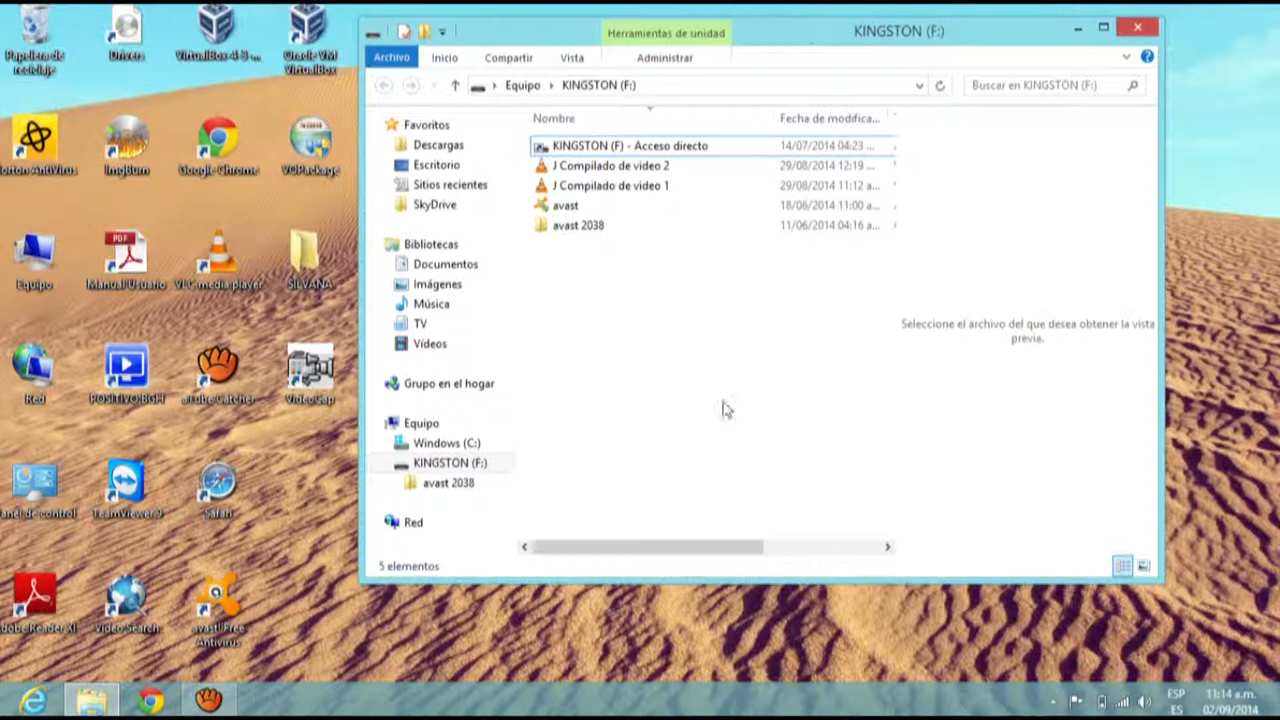 Papelera de
reciclaje
Drivers
VirtualBox 4 3 ...
Oracle VM
VirtualBox
orton AntiVirus
ImgBurn
Google Chrome
VOPackage
Equipo
PDF
Manual Usuario
VLC media player
SILVANA
Red
POSITIVO BGH
aTube Catcher
VideoCap
anel de control
TeamViewer 9
Safari
dobe Reader XI
Video Search
avast! Free
Antivirus
Herramientas de unidad
KINGSTON (F:)
Archivo
Inicio
Compartir
Vista
Administrar
Equipo
KINGSTON (F:)
Buscar en KINGSTON (F:)
Favoritos
Descargas
Escritorio
Sitios recientes
SkyDrive
Bibliotecas
Documentos
Imágenes
Música
TV
Vídeos
Grupo en el hogar
Equipo
Windows (C:)
KINGSTON (F:)
avast 2038
Red
Nombre
Fecha de modifica...
KINGSTON (F) - Acceso directo
14/07/2014 04:23 ...
J Compilado de video 2
29/08/2014 12:19 ...
J Compilado de video 1
29/08/2014 11:12 a...
avast
18/06/2014 11:00 a...
avast 2038
11/06/2014 04:16 a...
Seleccione el archivo del que desea obtener la vista
previa.
5 elementos
ESP
ES
11:14 a.m.
02/09/2014